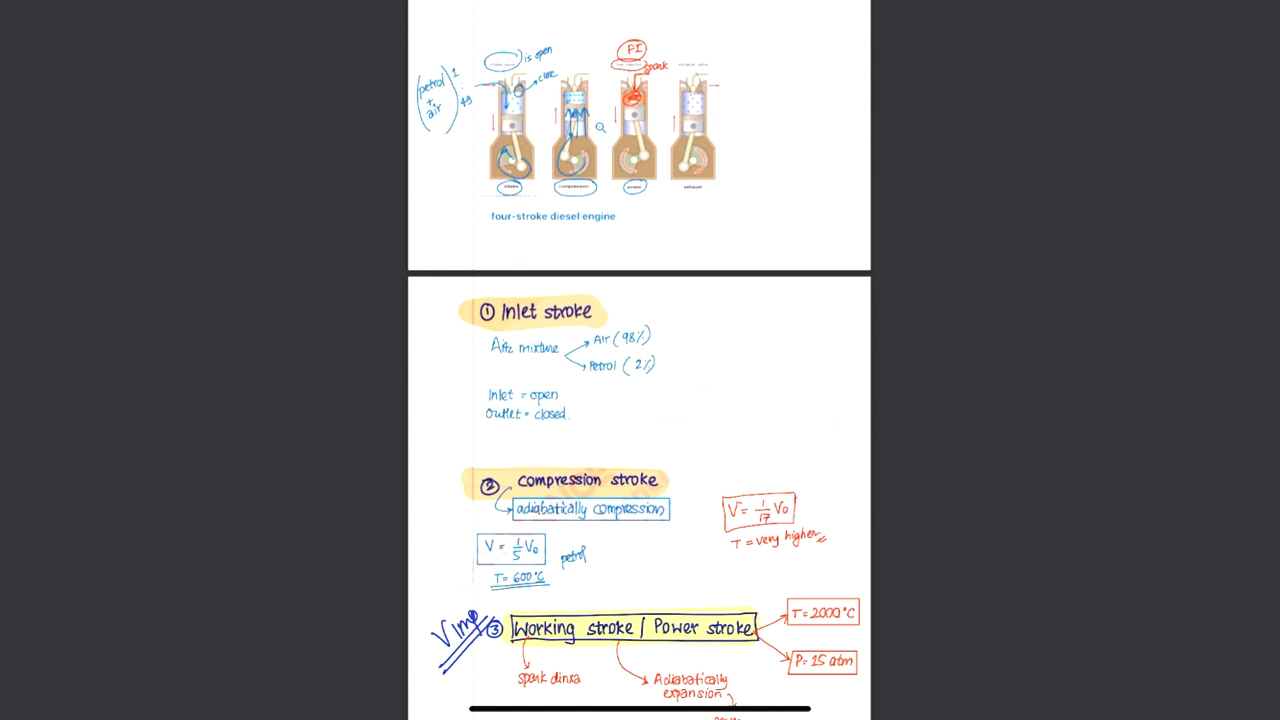 PI
is open
spark
close
(petrol
+
air)
1
:
49
intake
compression
power
exhaust
four-stroke diesel engine
① Inlet stroke
Air (98%)
mixture
Petrol (2%)
Inlet = open
Outlet = closed.
② compression stroke
adiabatically compression
V = 1/17 V0
T = very higher
V = 1/5 V0
petrol
T = 600°C
V Imp
③ Working stroke / Power stroke
T = 2000°C
P = 15 atm
spark dinxa
Adiabatically
expansion